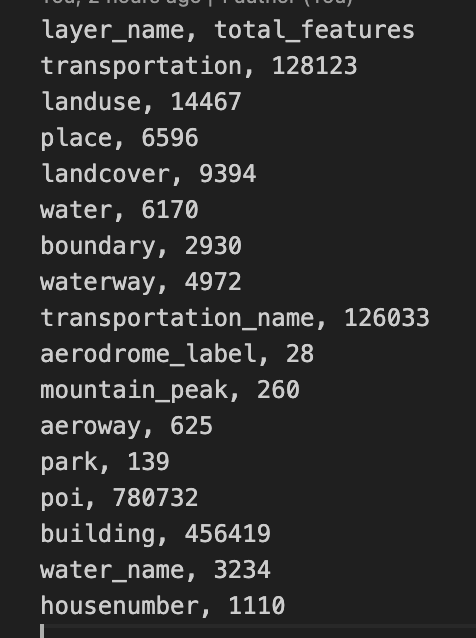 You, 2 hours ago | 1 author (You)
layer_name, total_features
transportation, 128123
landuse, 14467
place, 6596
landcover, 9394
water, 6170
boundary, 2930
waterway, 4972
transportation_name, 126033
aerodrome_label, 28
mountain_peak, 260
aeroway, 625
park, 139
poi, 780732
building, 456419
water_name, 3234
housenumber, 1110